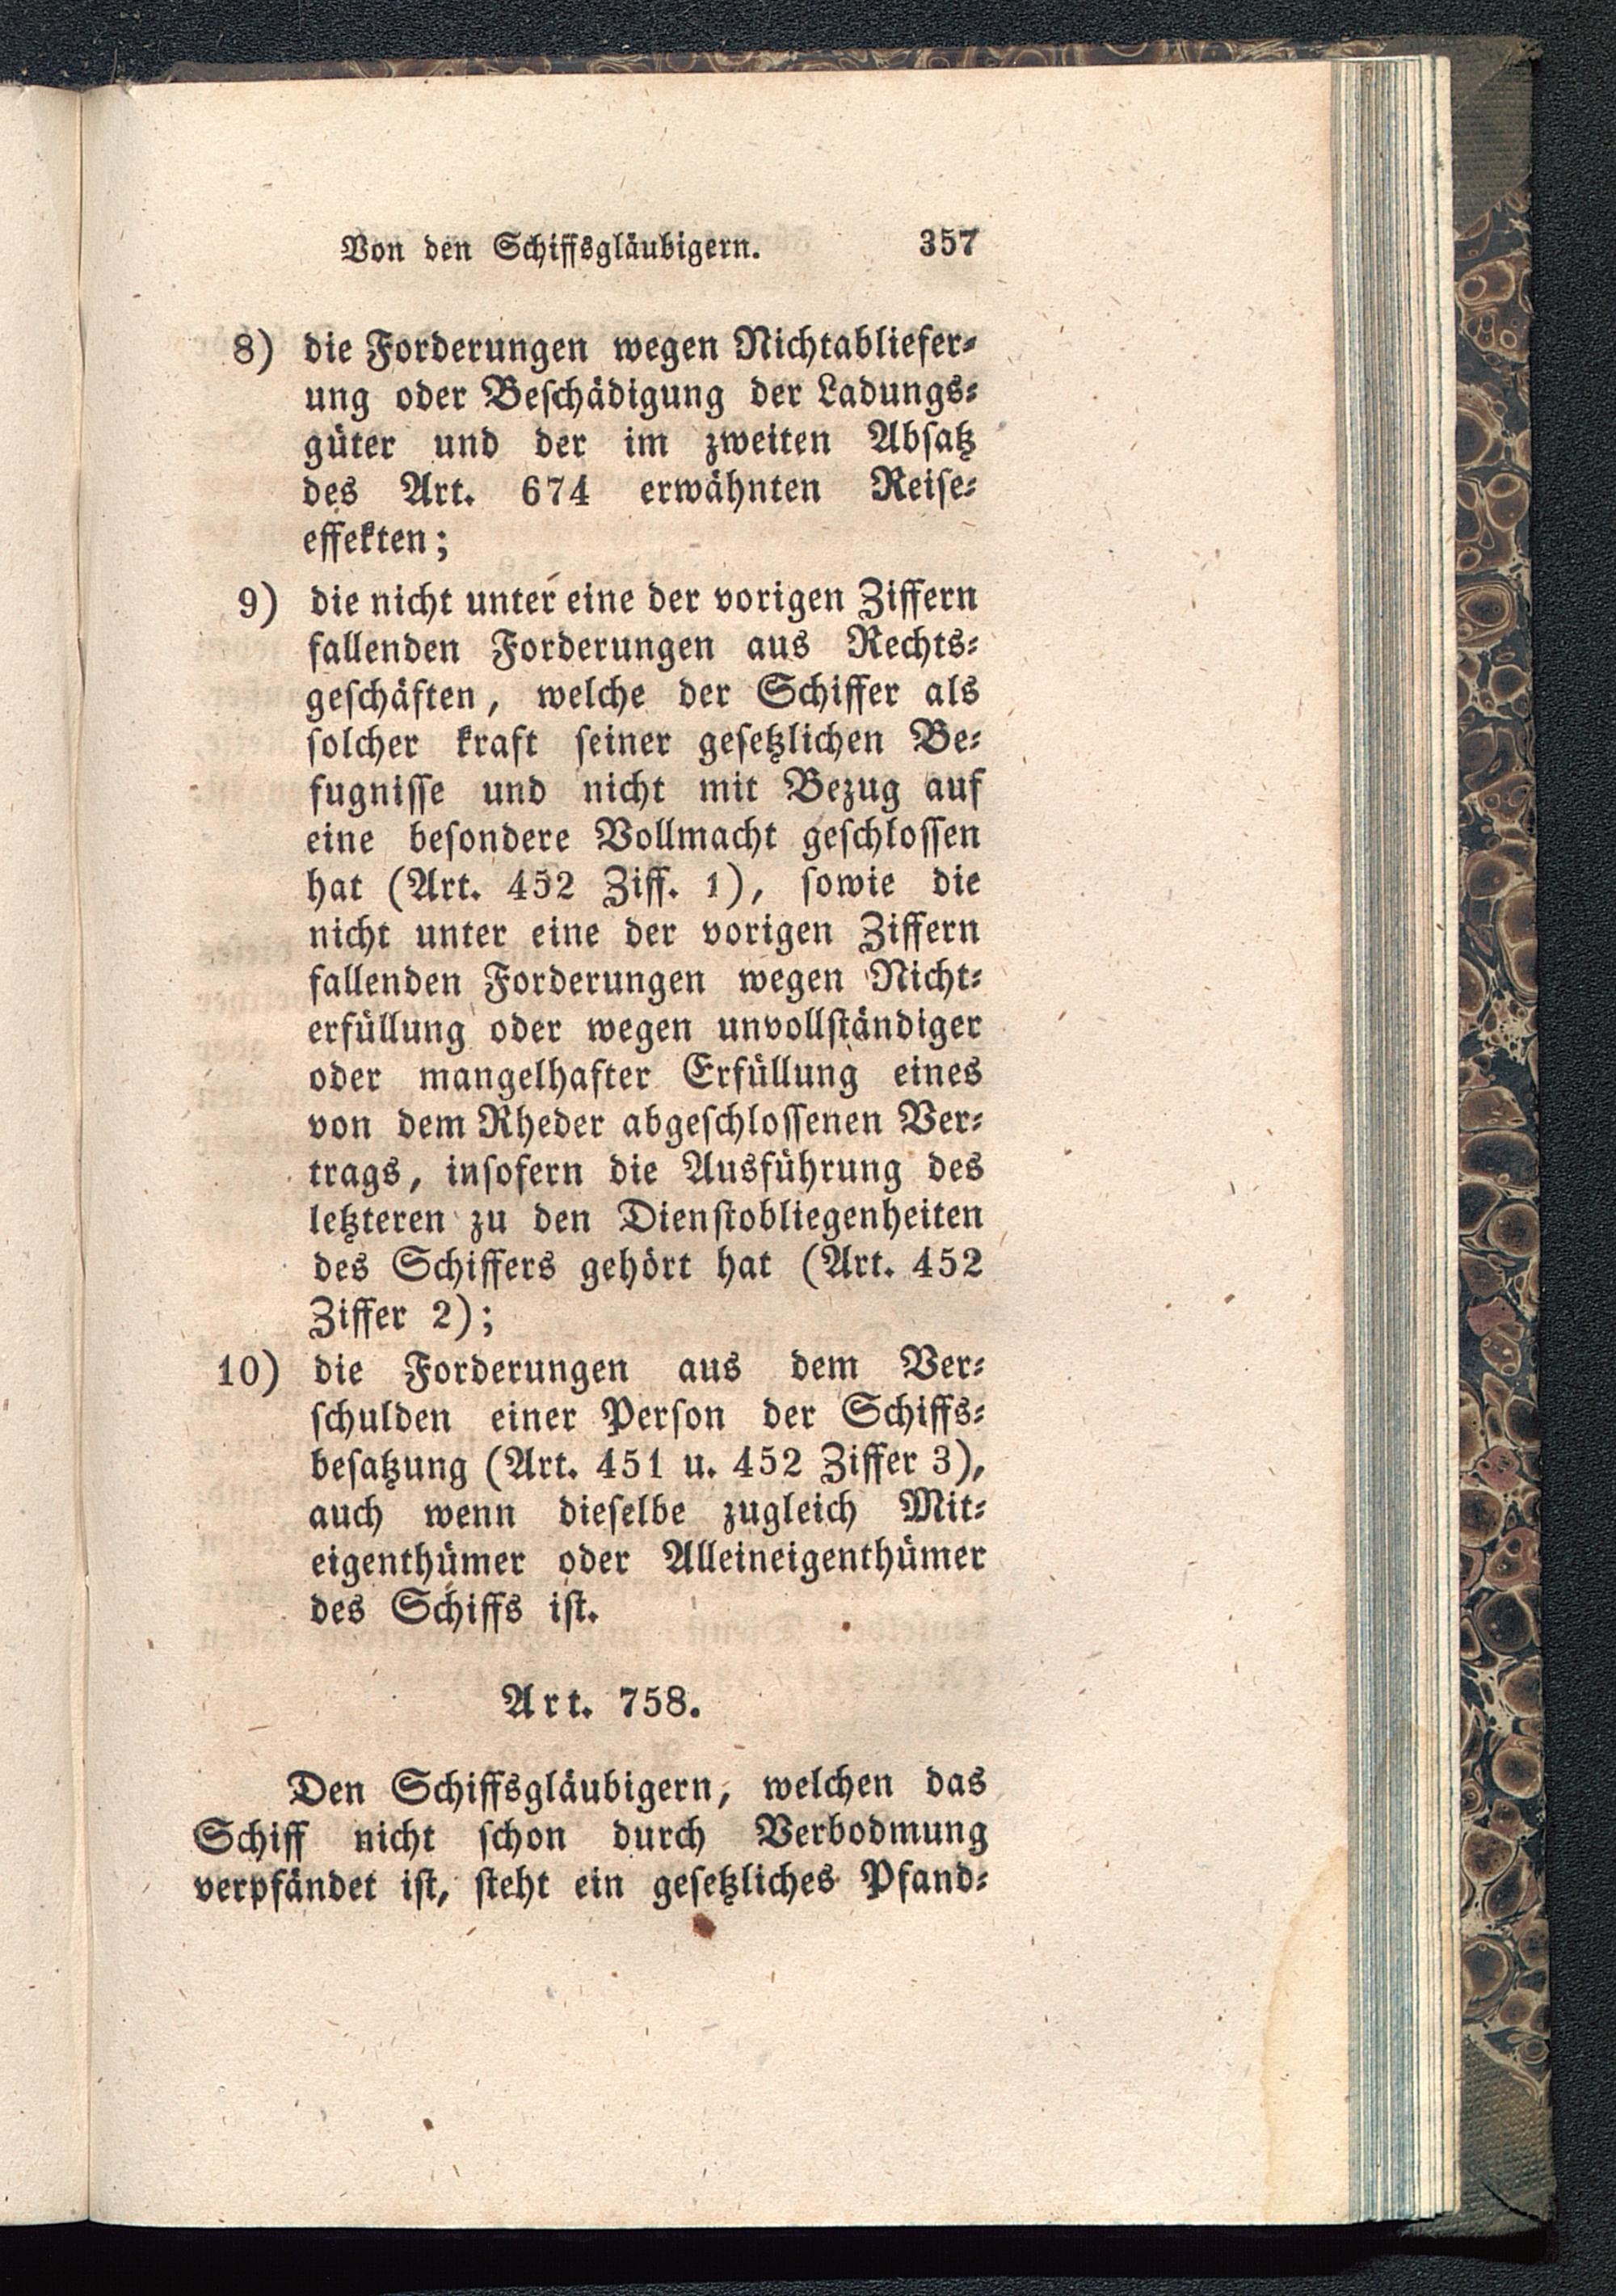 Von den Schiffsgläubigern. 357
8) die Forderungen wegen Nichtabliefer-
ung oder Beschädigung der Ladungs-
güter und der im zweiten Absatz
des Art. 674 erwähnten Reise-
effekten;
9) die nicht unter eine der vorigen Ziffern
fallenden Forderungen aus Rechts-
geschäften, welche der Schiffer als
solcher kraft seiner gesetzlichen Be-
fugnisse und nicht mit Bezug auf
eine besondere Vollmacht geschlossen
hat (Art. 452 Ziff. 1), sowie die
nicht unter eine der vorigen Ziffern
fallenden Forderungen wegen Nicht-
erfüllung oder wegen unvollständiger
oder mangelhafter Erfüllung eines
von dem Rheder abgeschlossenen Ver-
trags, insofern die Ausführung des
letzteren zu den Dienstobliegenheiten
des Schiffers gehört hat (Art. 452
Ziffer 2);
10) die Forderungen aus dem Ver-
schulden einer Person der Schiffs-
besatzung (Art. 451 u. 452 Ziffer 3),
auch wenn dieselbe zugleich Mit-
eigenthümer oder Alleineigenthümer
des Schiffs ist.
Art. 758.
Den Schiffsgläubigern, welchen das
Schiff nicht schon durch Verbodmung
verpfändet ist, steht ein gesetzliches Pfand-